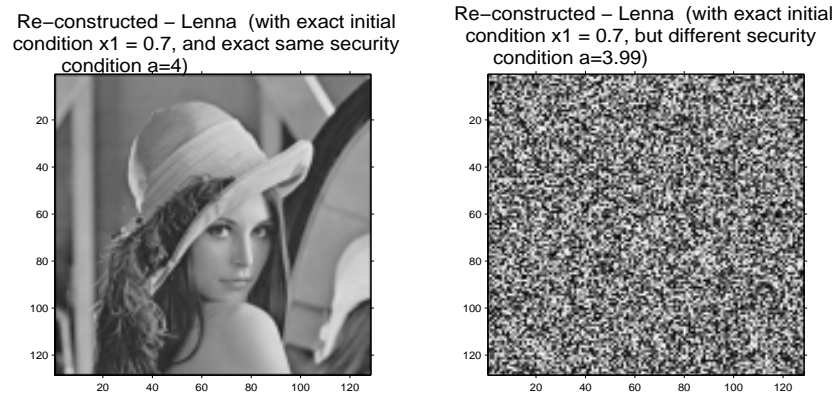 Re−constructed − Lenna (with exact initial
condition x1 = 0.7, and exact same security
condition a=4)
20
40
60
80
100
120
20 40 60 80 100 120
Re−constructed − Lenna (with exact initial
condition x1 = 0.7, but different security
condition a=3.99)
20
40
60
80
100
120
20 40 60 80 100 120